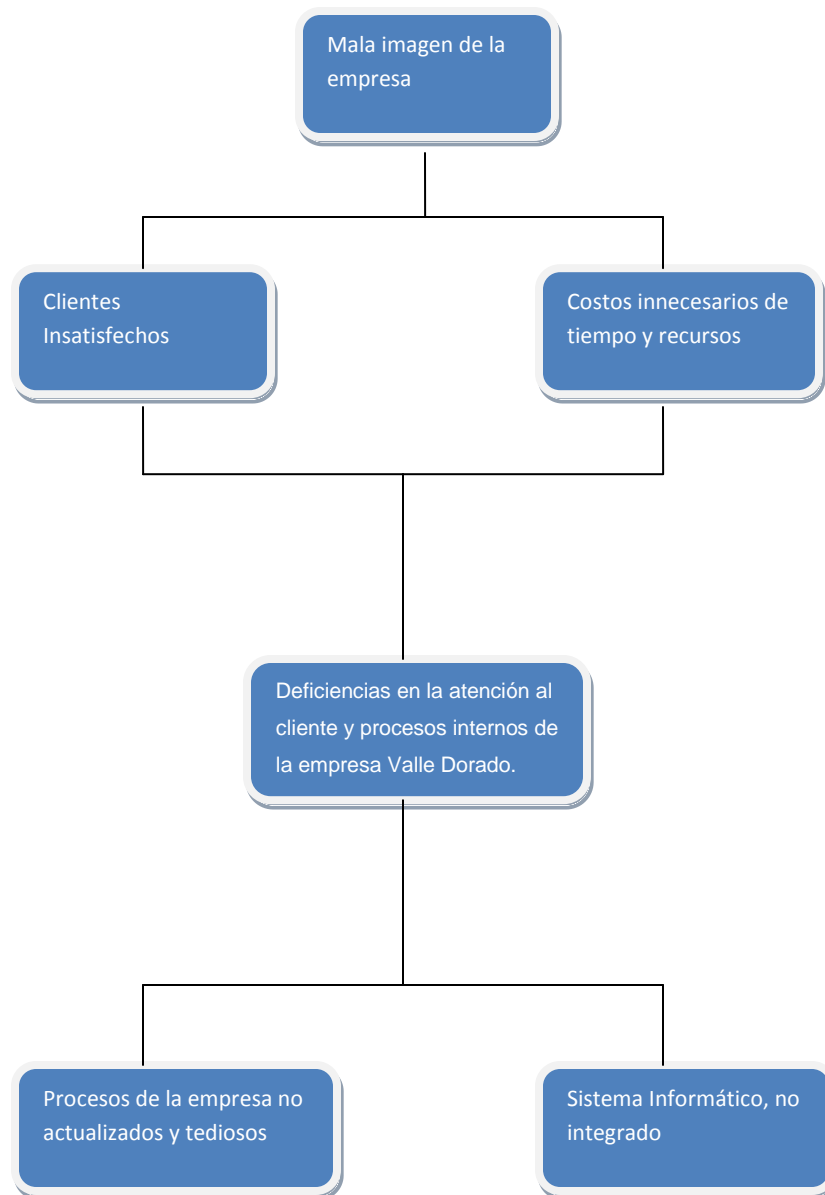 Mala imagen de la
empresa
Clientes
Insatisfechos
Costos innecesarios de
tiempo y recursos
Deficiencias en la atención al
cliente y procesos internos de
la empresa Valle Dorado.
Procesos de la empresa no
actualizados y tediosos
Sistema Informático, no
integrado